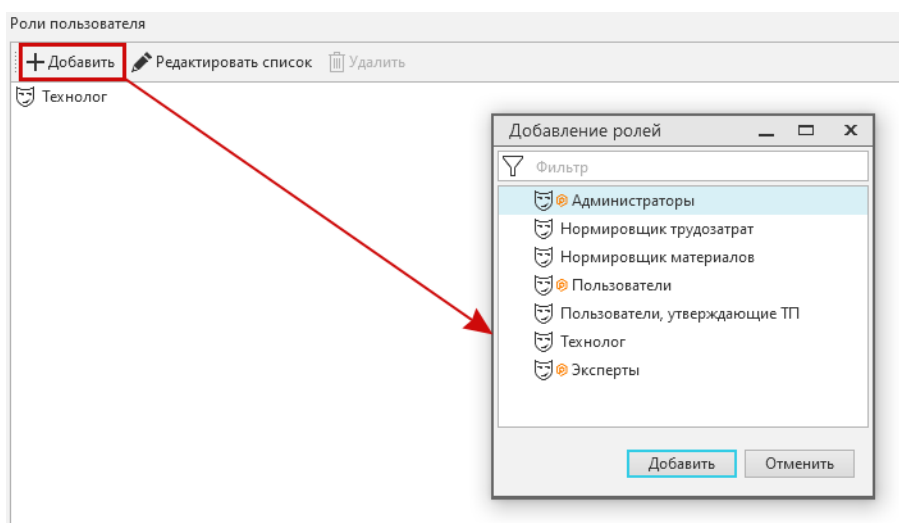 Роли пользователя
Добавить Редактировать список Удалить
Технолог
Добавление ролей
Фильтр
Администраторы
Нормировщик трудозатрат
Нормировщик материалов
Пользователи
Пользователи, утверждающие ТП
Технолог
Эксперты
Добавить Отменить